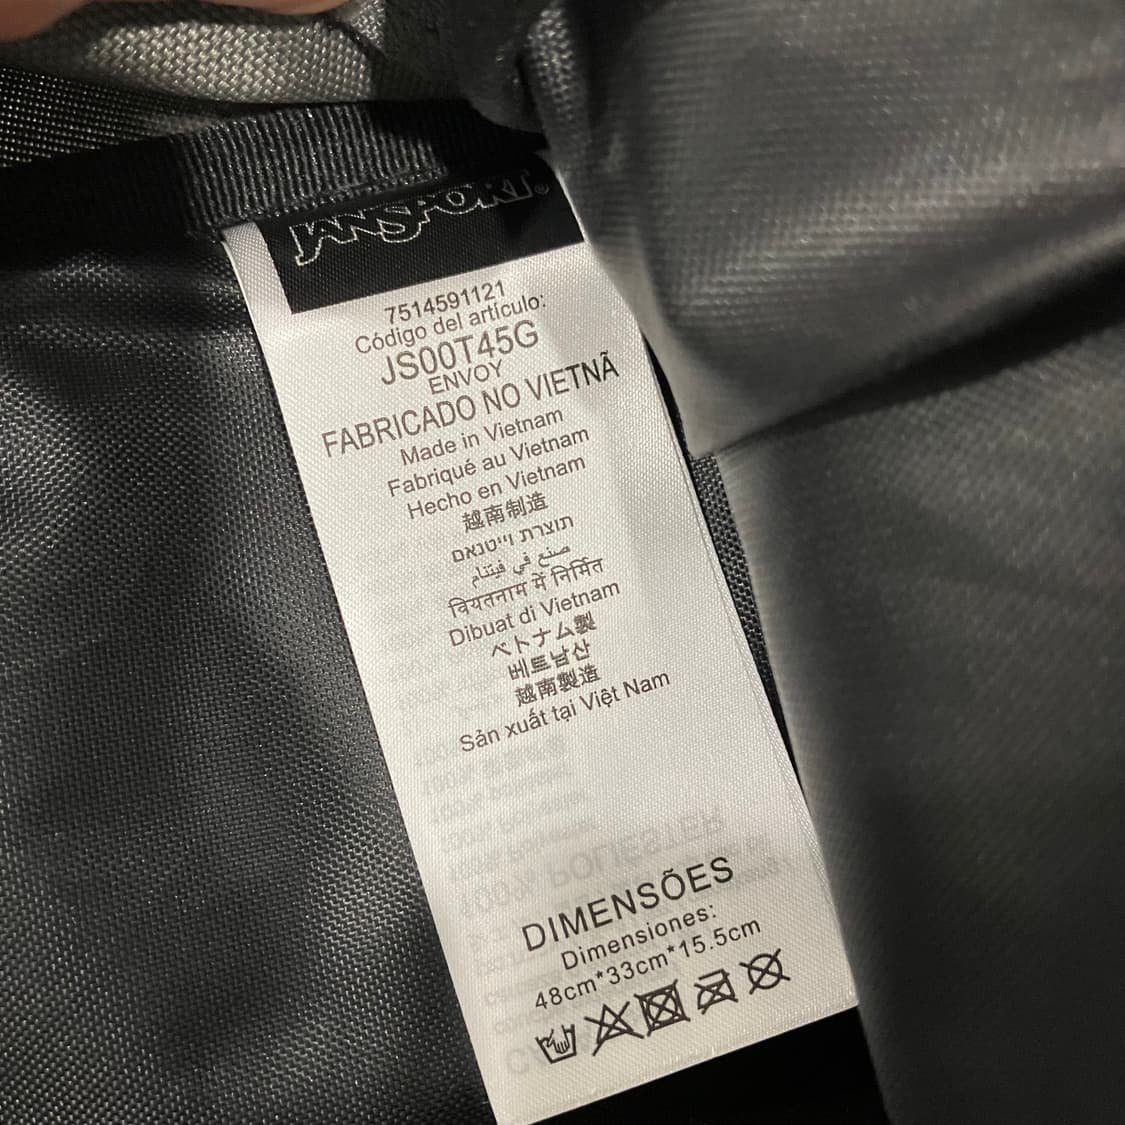 JANSPORT®
7514591121
Código del artículo:
JS00T45G
ENVOY
FABRICADO NO VIETNÃ
Made in Vietnam
Fabriqué au Vietnam
Hecho en Vietnam
越南制造
תוצרת וייטנאם
صنع في فيتنام
वियतनाम में निर्मित
Dibuat di Vietnam
ベトナム製
베트남산
越南製造
Sản xuất tại Việt Nam
DIMENSÕES
Dimensiones:
48cm*33cm*15.5cm